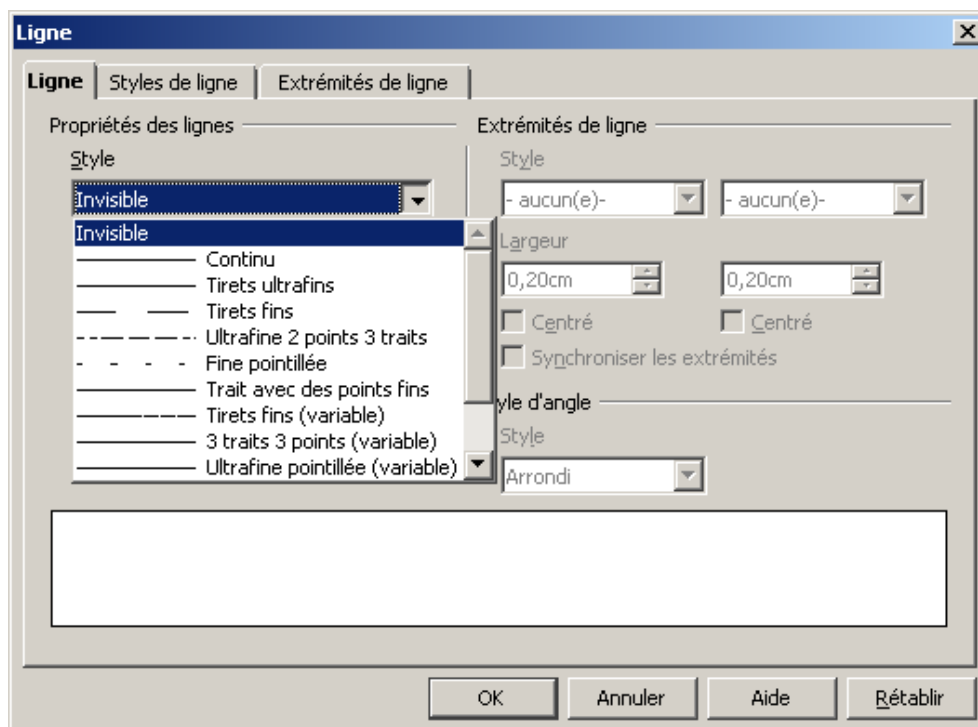 Ligne
Ligne Styles de ligne Extrémités de ligne
Propriétés des lignes
Style
Invisible
Invisible
Continu
Tirets ultrafins
Tirets fins
Ultrafine 2 points 3 traits
Fine pointillée
Trait avec des points fins
Tirets fins (variable)
3 traits 3 points (variable)
Ultrafine pointillée (variable)
Extrémités de ligne
Style
- aucun(e)- - aucun(e)-
Largeur
0,20cm 0,20cm
Centré Centré
Synchroniser les extrémités
yle d'angle
Style
Arrondi
OK Annuler Aide Rétablir